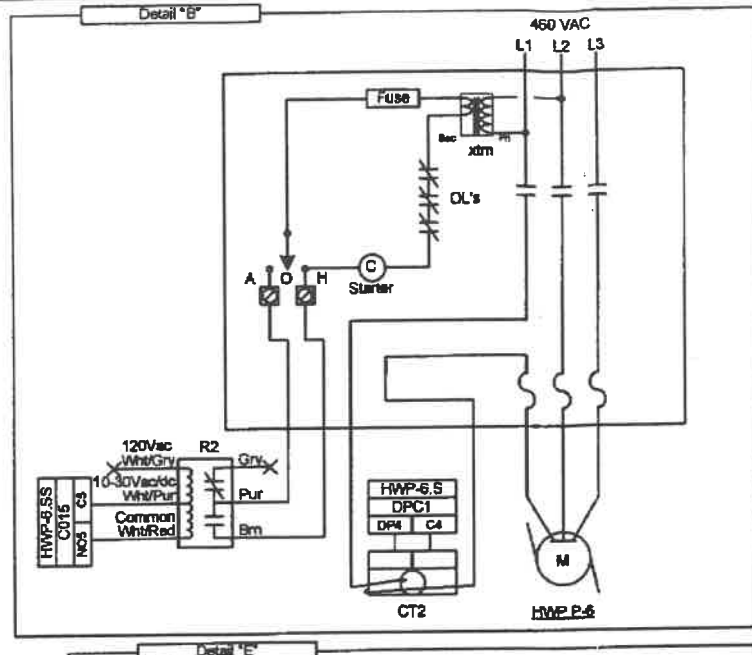 Detail "B"
460 VAC
L1 L2 L3
Fuse
Sec
Pri
xtrn
OL's
A O H
C
Starter
120Vac
Wht/Gry
R2
Gry
10-30Vac/dc
Wht/Pur
Pur
Common
Wht/Red
Brn
HWP-6.SS
C015
NO5 C5
HWP-6.S
DPC1
DP4 C4
CT2
M
HWP P-6
Detail "E"